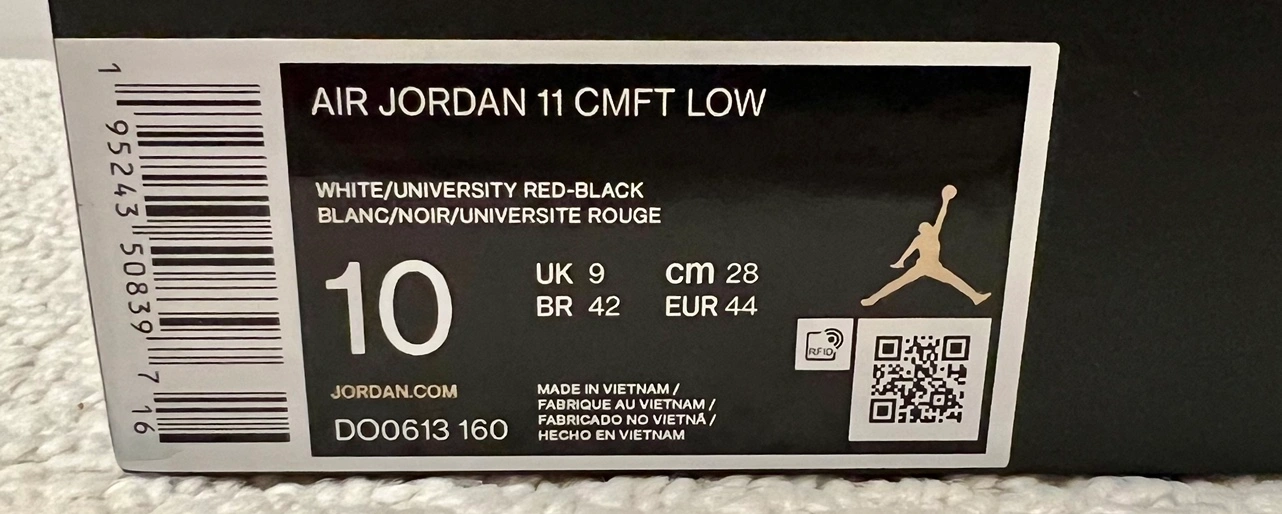 1 95243 50839 7 16
AIR JORDAN 11 CMFT LOW
WHITE/UNIVERSITY RED-BLACK
BLANC/NOIR/UNIVERSITE ROUGE
10
UK 9 cm 28
BR 42 EUR 44
RFID
JORDAN.COM
DO0613 160
MADE IN VIETNAM /
FABRIQUE AU VIETNAM /
FABRICADO NO VIETNÃ /
HECHO EN VIETNAM